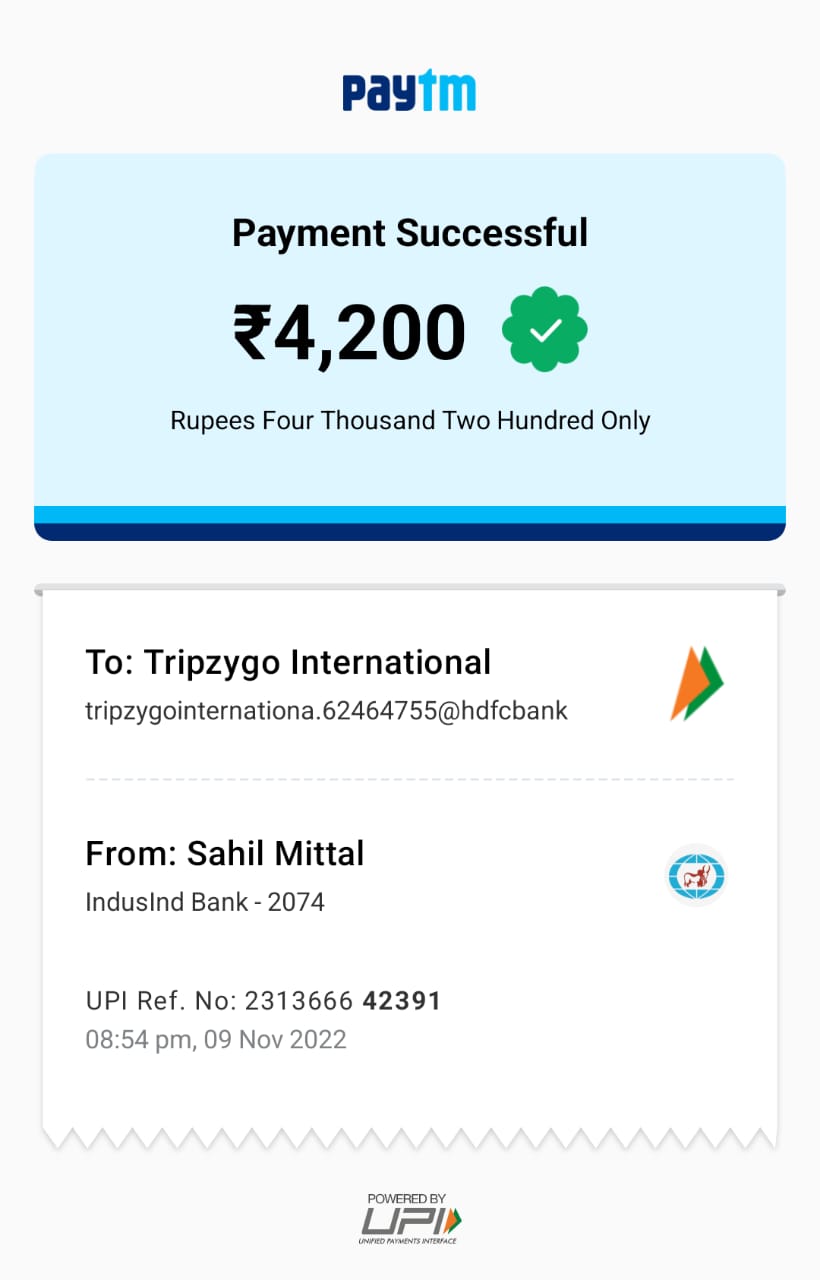 paytm
Payment Successful
₹4,200
Rupees Four Thousand Two Hundred Only
To: Tripzygo International
tripzygointernationa.62464755@hdfcbank
From: Sahil Mittal
IndusInd Bank - 2074
UPI Ref. No: 2313666 42391
08:54 pm, 09 Nov 2022
POWERED BY
UPI
UNIFIED PAYMENTS INTERFACE